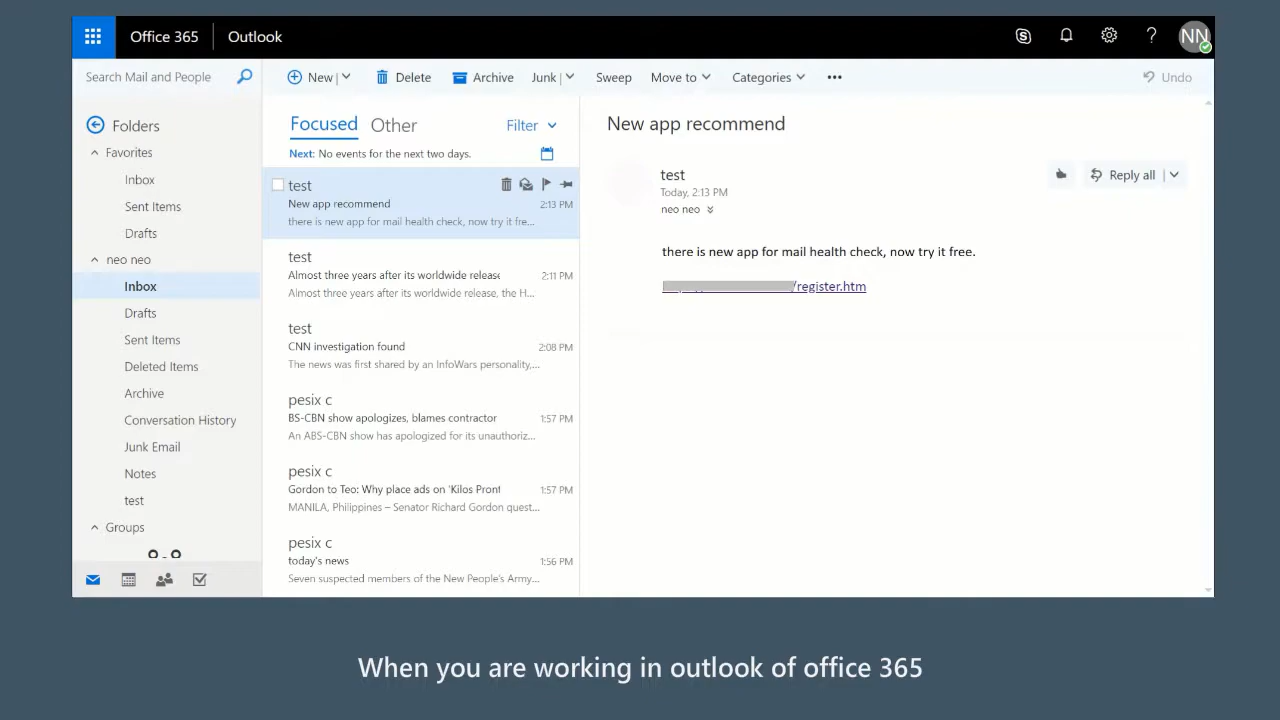 Office 365 Outlook NN
Search Mail and People New Delete Archive Junk Sweep Move to Categories Undo
Folders
Favorites
Inbox
Sent Items
Drafts
neo neo
Inbox
Drafts
Sent Items
Deleted Items
Archive
Conversation History
Junk Email
Notes
test
Groups
Focused Other Filter
Next: No events for the next two days.
test
New app recommend 2:13 PM
there is new app for mail health check, now try it fre...
test
Almost three years after its worldwide release 2:11 PM
Almost three years after its worldwide release, the H...
test
CNN investigation found 2:08 PM
The news was first shared by an InfoWars personality,...
pesix c
BS-CBN show apologizes, blames contractor 1:57 PM
An ABS-CBN show has apologized for its unauthoriz...
pesix c
Gordon to Teo: Why place ads on 'Kilos Pront 1:57 PM
MANILA, Philippines – Senator Richard Gordon quest...
pesix c
today's news 1:56 PM
Seven suspected members of the New People's Army...
New app recommend
test
Today, 2:13 PM
neo neo
Reply all
there is new app for mail health check, now try it free.
/register.htm
When you are working in outlook of office 365